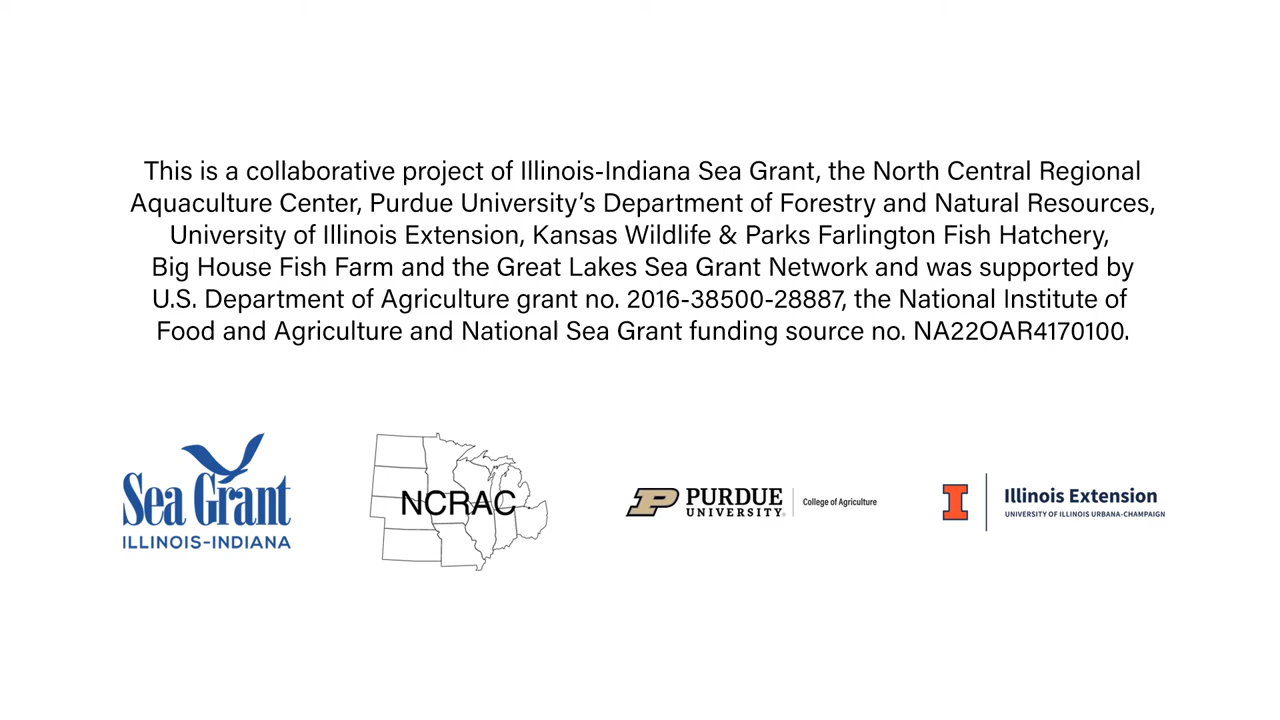 This is a collaborative project of Illinois-Indiana Sea Grant, the North Central Regional
Aquaculture Center, Purdue University's Department of Forestry and Natural Resources,
University of Illinois Extension, Kansas Wildlife & Parks Farlington Fish Hatchery,
Big House Fish Farm and the Great Lakes Sea Grant Network and was supported by
U.S. Department of Agriculture grant no. 2016-38500-28887, the National Institute of
Food and Agriculture and National Sea Grant funding source no. NA22OAR4170100.
Sea Grant
ILLINOIS-INDIANA
NCRAC
P PURDUE
UNIVERSITY®
College of Agriculture
I
Illinois Extension
UNIVERSITY OF ILLINOIS URBANA-CHAMPAIGN